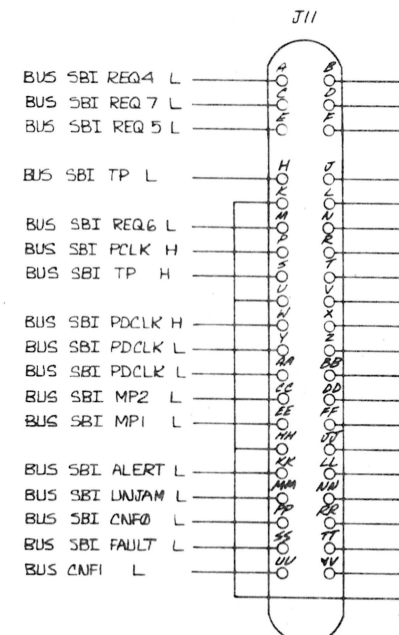 J11
A B
BUS SBI REQ4 L
C D
BUS SBI REQ 7 L
E F
BUS SBI REQ 5 L
H J
BUS SBI TP L
K L
M N
BUS SBI REQ6 L
P R
BUS SBI PCLK H
S T
BUS SBI TP H
U V
W X
BUS SBI PDCLK H
Y Z
BUS SBI PDCLK L
AA BB
BUS SBI PDCLK L
CC DD
BUS SBI MP2 L
EE FF
BUS SBI MP1 L
HH JJ
KK LL
BUS SBI ALERT L
MM NN
BUS SBI UNJAM L
PP RR
BUS SBI CNF0 L
SS TT
BUS SBI FAULT L
UU VV
BUS CNF1 L